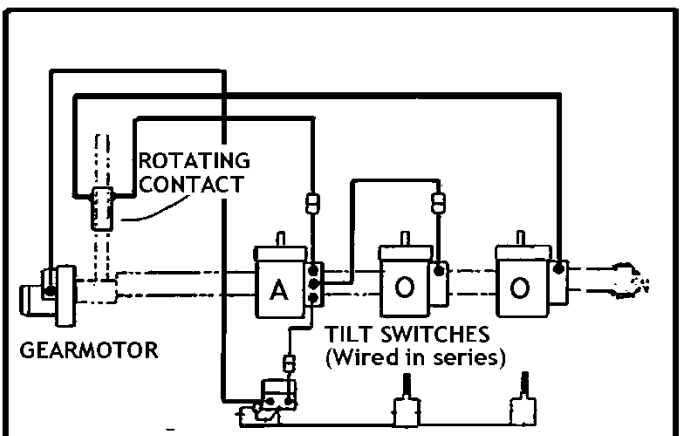 ROTATING
CONTACT
A
O
O
GEARMOTOR
TILT SWITCHES
(Wired in series)